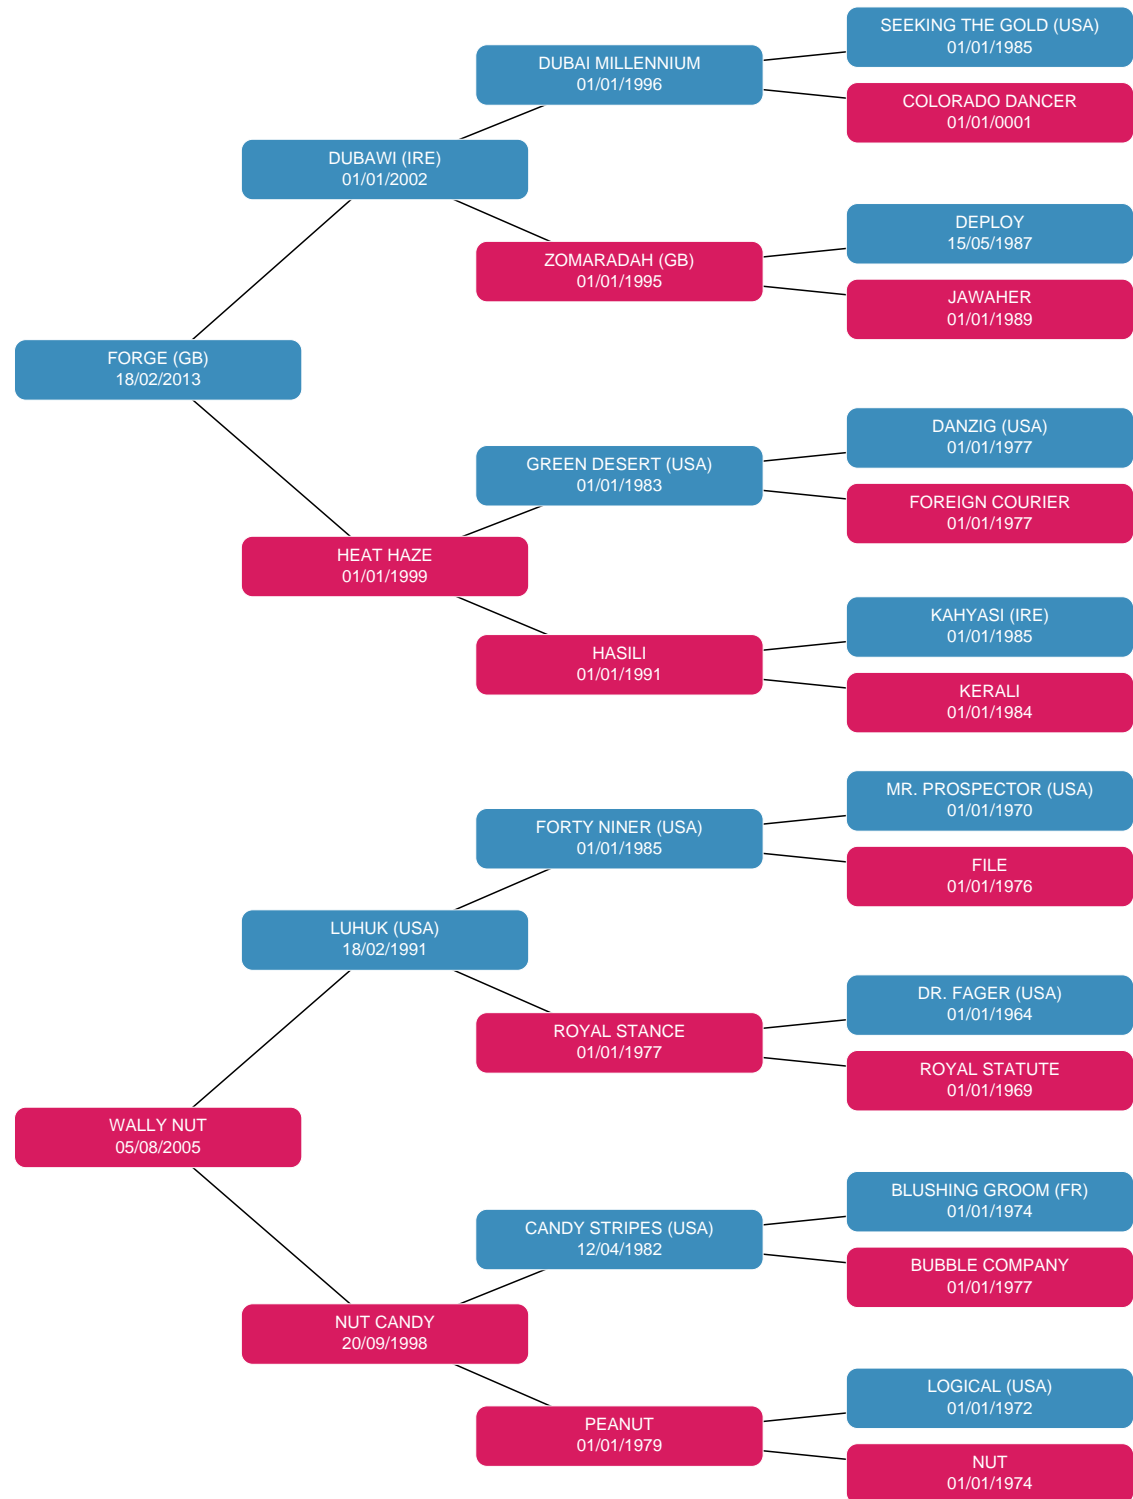 SEEKING THE GOLD (USA)
01/01/1985
DUBAI MILLENNIUM
01/01/1996
COLORADO DANCER
01/01/0001
DUBAWI (IRE)
01/01/2002
DEPLOY
15/05/1987
ZOMARADAH (GB)
01/01/1995
JAWAHER
01/01/1989
FORGE (GB)
18/02/2013
DANZIG (USA)
01/01/1977
GREEN DESERT (USA)
01/01/1983
FOREIGN COURIER
01/01/1977
HEAT HAZE
01/01/1999
KAHYASI (IRE)
01/01/1985
HASILI
01/01/1991
KERALI
01/01/1984
MR. PROSPECTOR (USA)
01/01/1970
FORTY NINER (USA)
01/01/1985
FILE
01/01/1976
LUHUK (USA)
18/02/1991
DR. FAGER (USA)
01/01/1964
ROYAL STANCE
01/01/1977
ROYAL STATUTE
01/01/1969
WALLY NUT
05/08/2005
BLUSHING GROOM (FR)
01/01/1974
CANDY STRIPES (USA)
12/04/1982
BUBBLE COMPANY
01/01/1977
NUT CANDY
20/09/1998
LOGICAL (USA)
01/01/1972
PEANUT
01/01/1979
NUT
01/01/1974